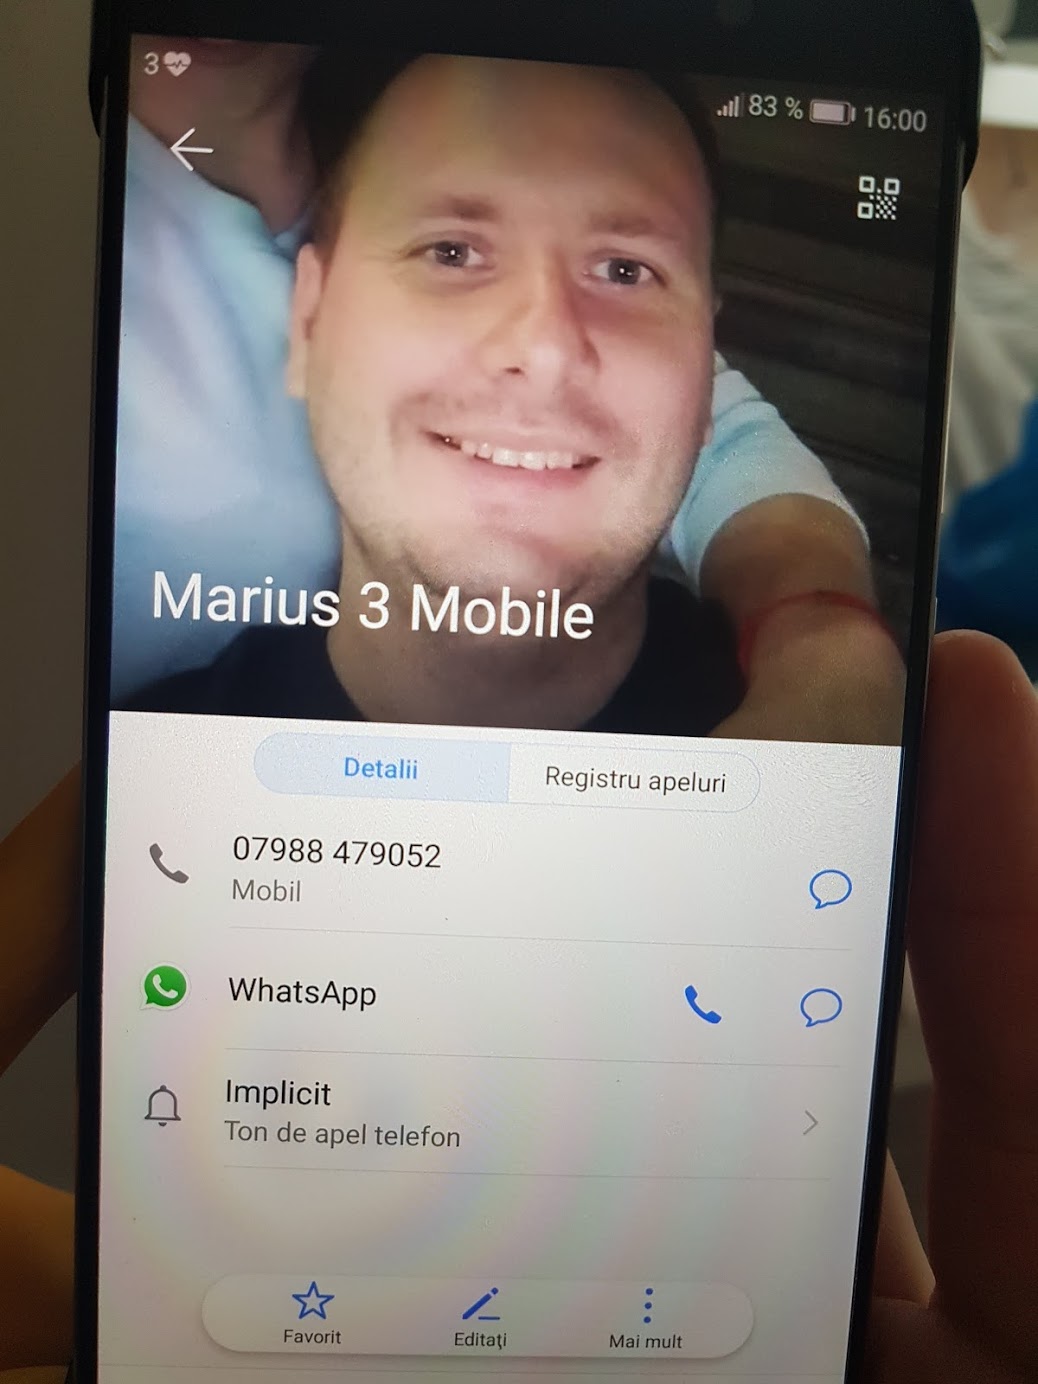 3
83 % 16:00
Marius 3 Mobile
Detalii
Registru apeluri
07988 479052
Mobil
WhatsApp
Implicit
Ton de apel telefon
Favorit
Editaţi
Mai mult